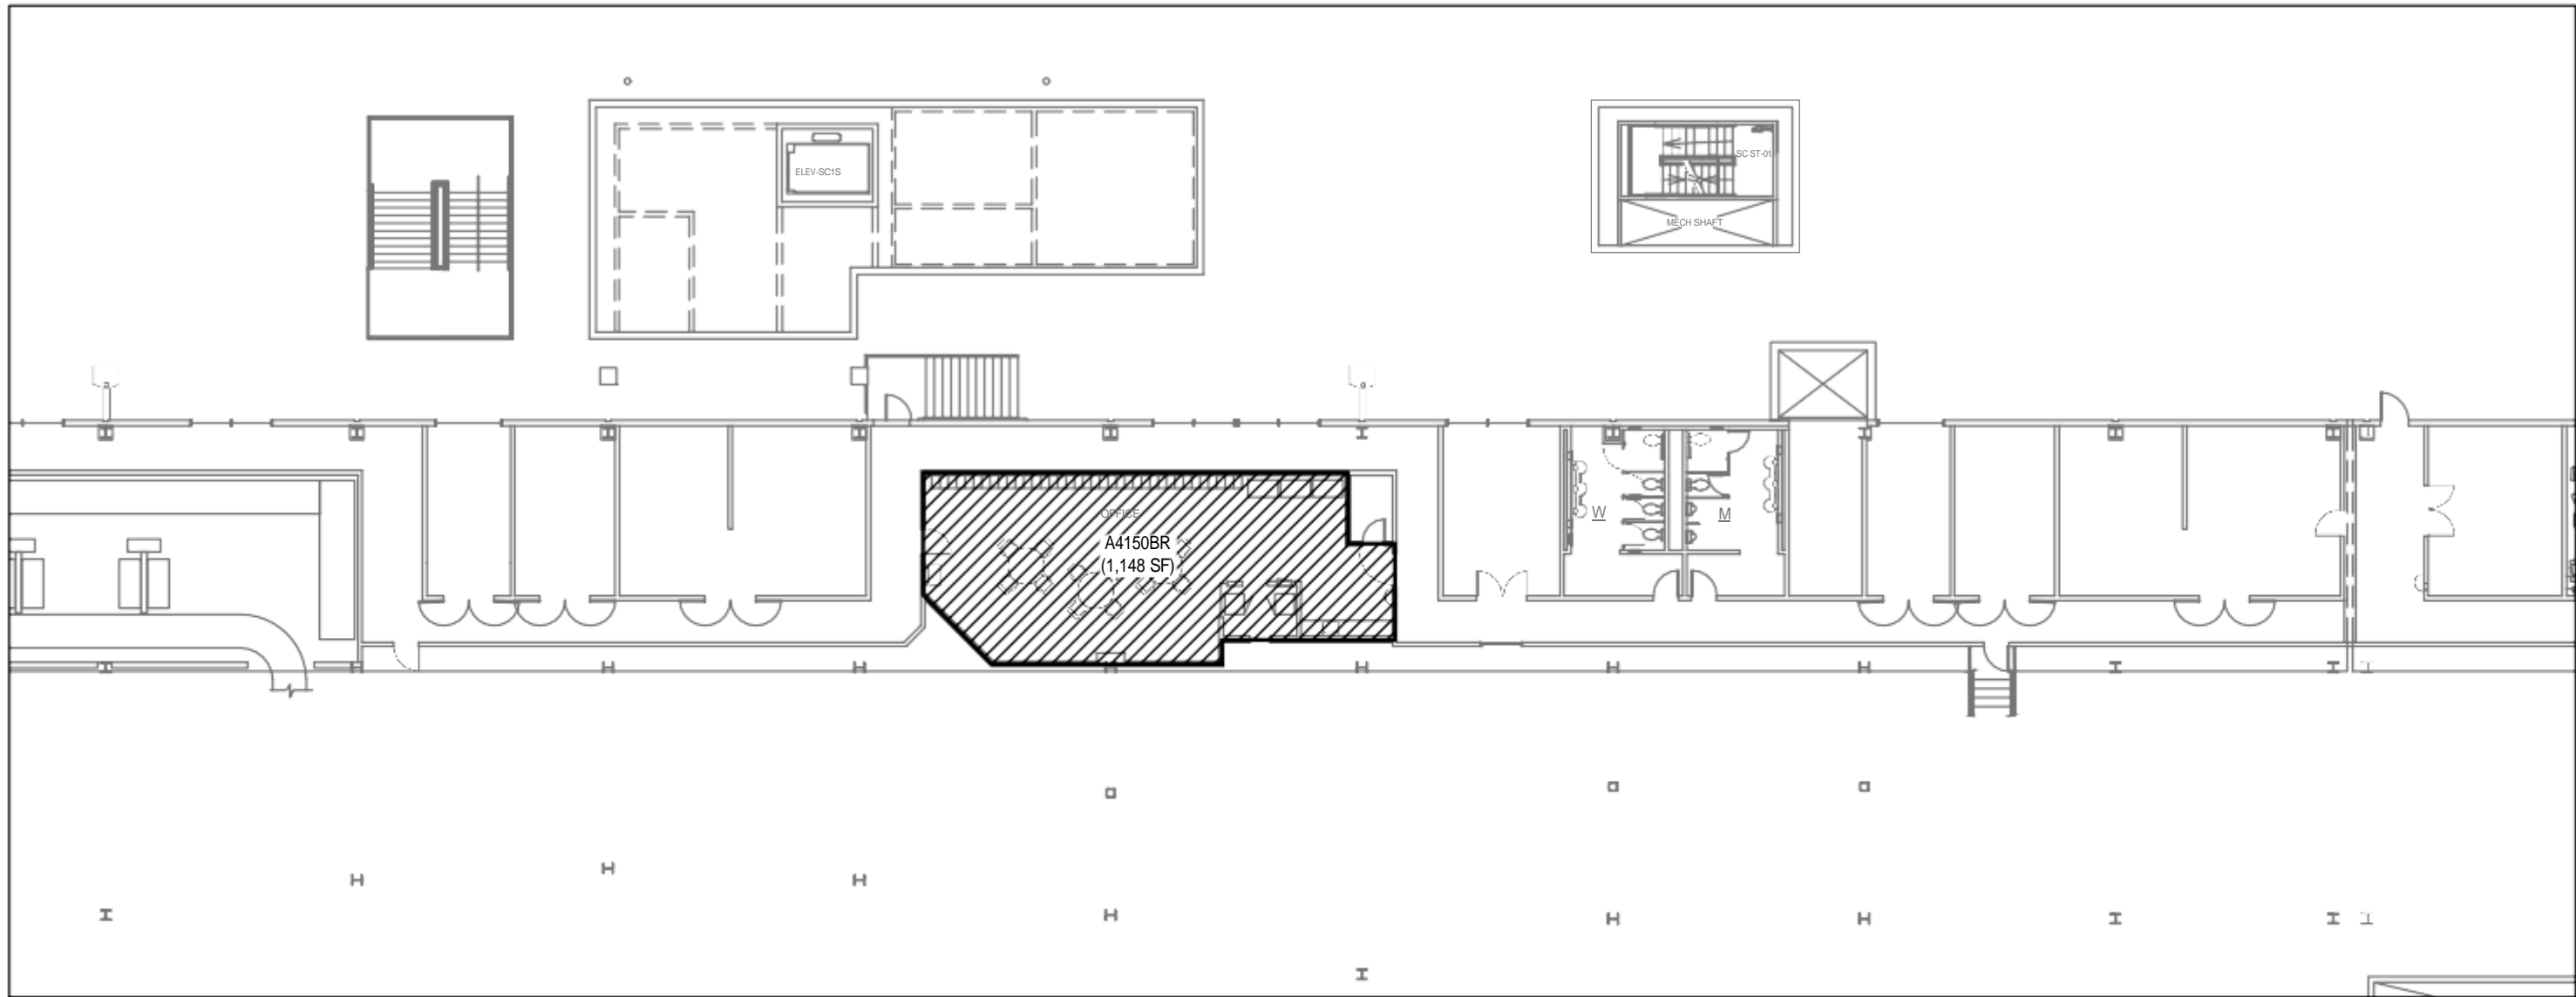 ELEV-SC1S
SC ST-01
MECH SHAFT
OFFICE
A4150BR
(1,148 SF)
W
M